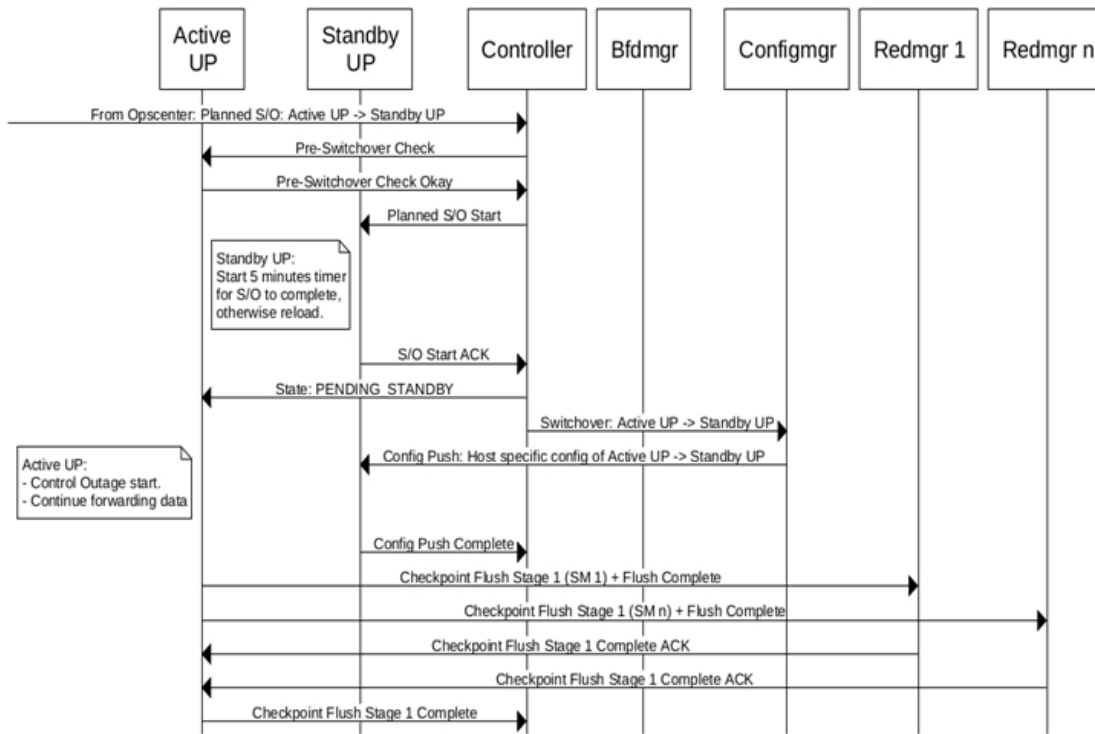 Active
UP
Standby
UP
Controller
Bfdmgr
Configmgr
Redmgr 1
Redmgr n
From Opscenter: Planned S/O: Active UP -> Standby UP
Pre-Switchover Check
Pre-Switchover Check Okay
Planned S/O Start
Standby UP:
Start 5 minutes timer
for S/O to complete,
otherwise reload.
S/O Start ACK
State: PENDING_STANDBY
Switchover: Active UP -> Standby UP
Config Push: Host specific config of Active UP -> Standby UP
Active UP:
- Control Outage start.
- Continue forwarding data
Config Push Complete
Checkpoint Flush Stage 1 (SM 1) + Flush Complete
Checkpoint Flush Stage 1 (SM n) + Flush Complete
Checkpoint Flush Stage 1 Complete ACK
Checkpoint Flush Stage 1 Complete ACK
Checkpoint Flush Stage 1 Complete